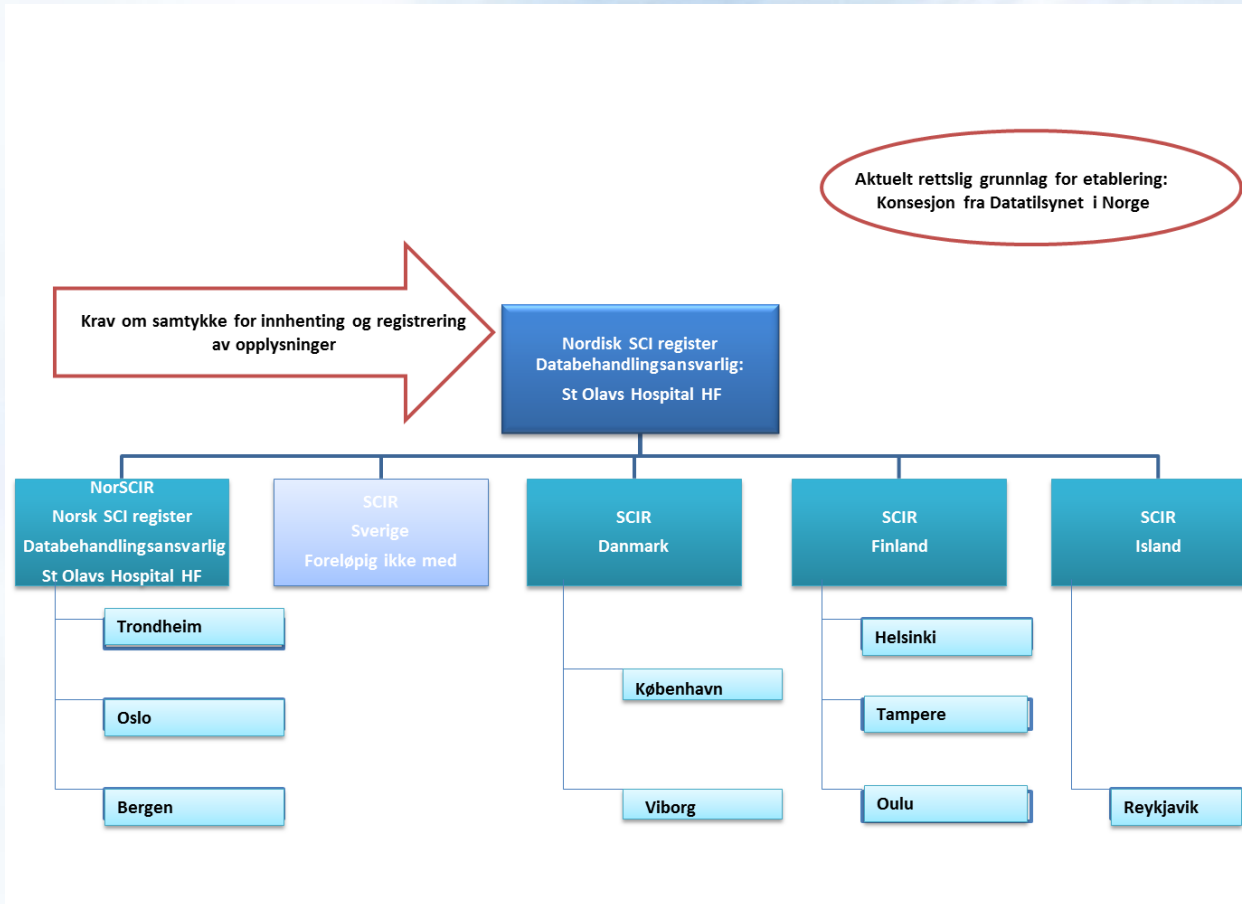 Aktuelt rettslig grunnlag for etablering:
Konsesjon fra Datatilsynet i Norge
Krav om samtykke for innhenting og registrering
av opplysninger
Nordisk SCI register
Databehandlingsansvarlig:
St Olavs Hospital HF
NorSCIR
Norsk SCI register
Databehandlingsansvarlig
St Olavs Hospital HF
Trondheim
Oslo
Bergen
SCIR
Sverige
Foreløpig ikke med
SCIR
Danmark
København
Viborg
SCIR
Finland
Helsinki
Tampere
Oulu
SCIR
Island
Reykjavik